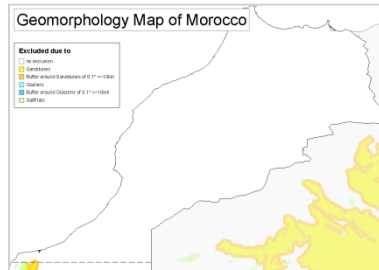 Geomorphology Map of Morocco
Excluded due to
no exclusion
Sanddunes
Buffer around Sanddunes of 0.1° ~=10km
Glaciers
Buffer around Glacierer of 0.1° ~=10km
SaltFlats